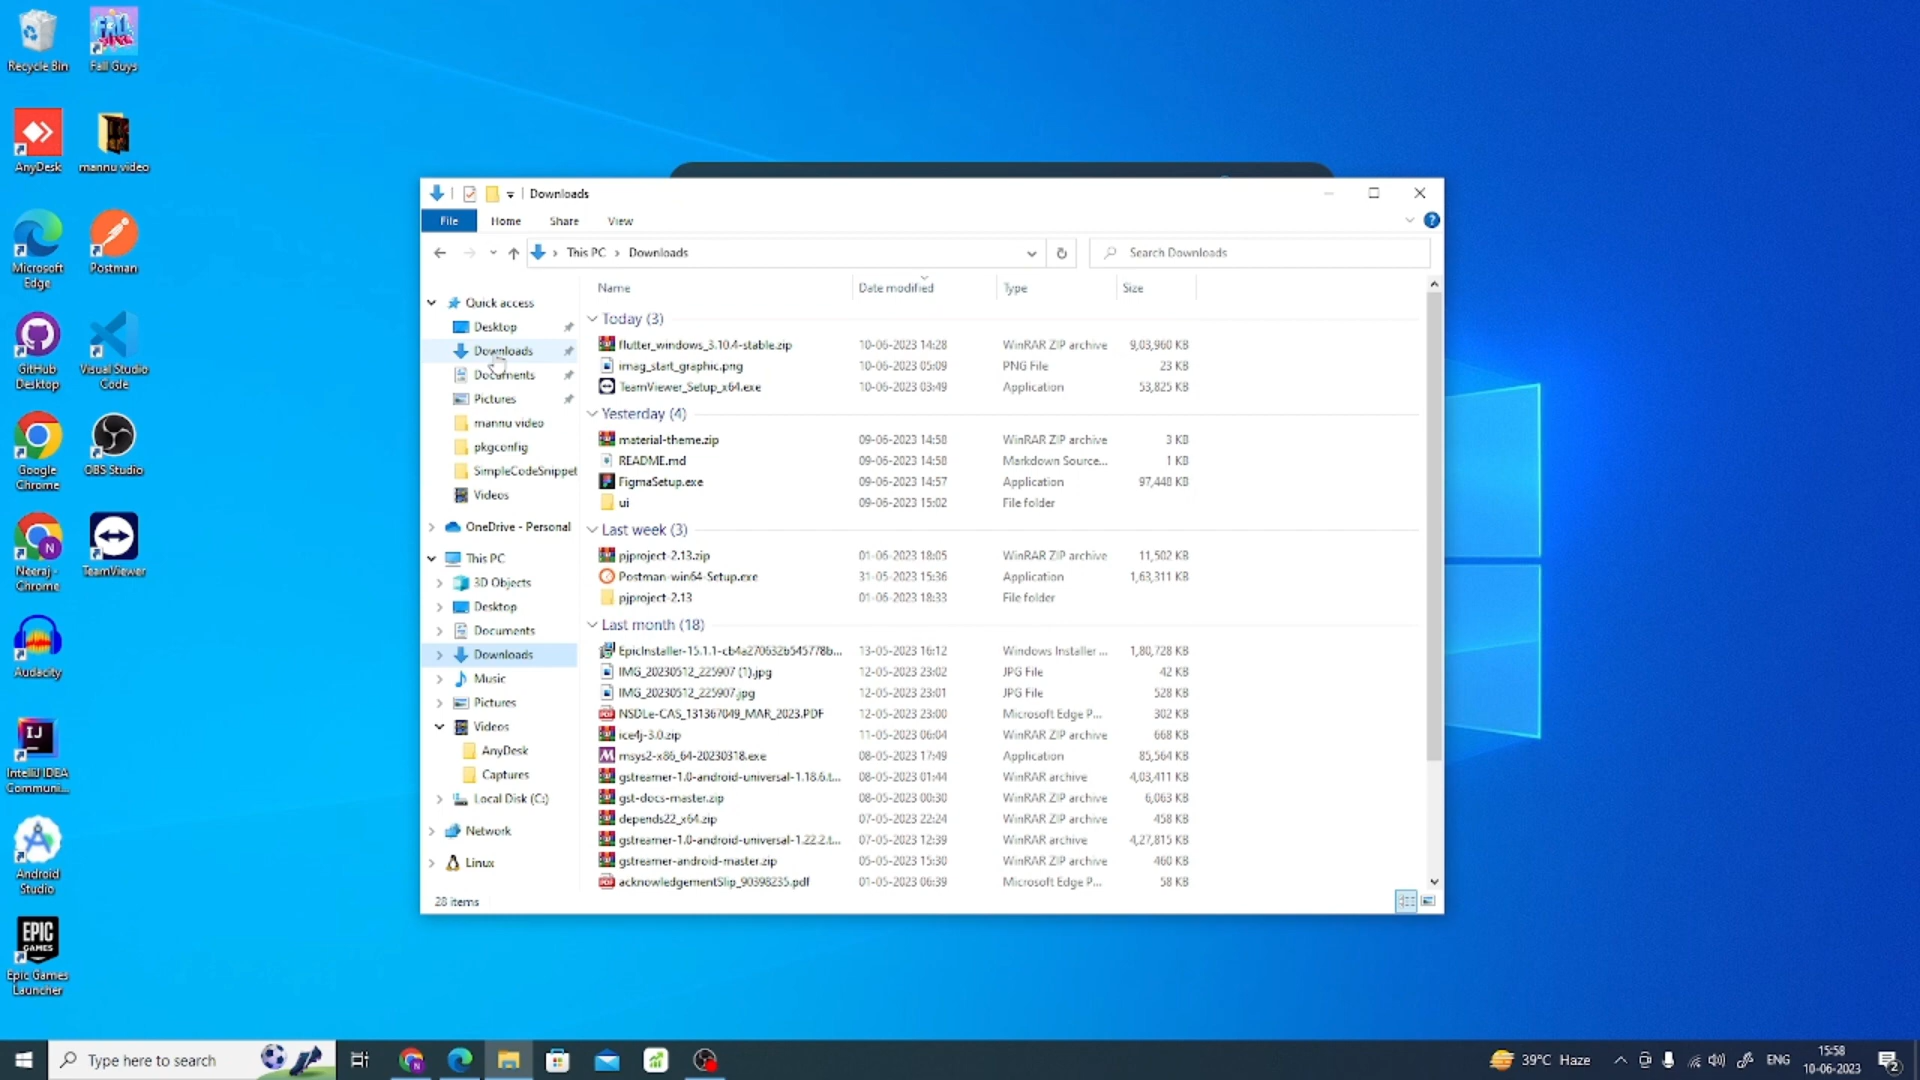 Recycle Bin
Fall Guys
AnyDesk
mannu video
Microsoft
Edge
Postman
GitHub
Desktop
Visual Studio
Code
Google
Chrome
OBS Studio
N
Neeraj -
Chrome
TeamViewer
Audacity
IJ
IntelliJ IDEA
Communi...
Android
Studio
EPIC
GAMES
Epic Games
Launcher
Downloads
File Home Share View
This PC > Downloads
Search Downloads
Name Date modified Type Size
Quick access
Desktop
Downloads
Documents
Pictures
mannu video
pkgconfig
SimpleCodeSnippet
Videos
OneDrive - Personal
This PC
3D Objects
Desktop
Documents
Downloads
Music
Pictures
Videos
AnyDesk
Captures
Local Disk (C:)
Network
Linux
Today (3)
flutter_windows_3.10.4-stable.zip 10-06-2023 14:28 WinRAR ZIP archive 9,03,960 KB
imag_start_graphic.png 10-06-2023 05:09 PNG File 23 KB
TeamViewer_Setup_x64.exe 10-06-2023 03:49 Application 53,825 KB
Yesterday (4)
material-theme.zip 09-06-2023 14:58 WinRAR ZIP archive 3 KB
README.md 09-06-2023 14:58 Markdown Source... 1 KB
FigmaSetup.exe 09-06-2023 14:57 Application 97,448 KB
ui 09-06-2023 15:02 File folder
Last week (3)
pjproject-2.13.zip 01-06-2023 18:05 WinRAR ZIP archive 11,502 KB
Postman-win64-Setup.exe 31-05-2023 15:36 Application 1,63,311 KB
pjproject-2.13 01-06-2023 18:33 File folder
Last month (18)
EpicInstaller-15.1.1-cb4a270632b545778b... 13-05-2023 16:12 Windows Installer ... 1,80,728 KB
IMG_20230512_225907 (1).jpg 12-05-2023 23:02 JPG File 42 KB
IMG_20230512_225907.jpg 12-05-2023 23:01 JPG File 528 KB
NSDLe-CAS_131367049_MAR_2023.PDF 12-05-2023 23:00 Microsoft Edge P... 302 KB
ice4j-3.0.zip 11-05-2023 06:04 WinRAR ZIP archive 668 KB
msys2-x86_64-20230318.exe 08-05-2023 17:49 Application 85,564 KB
gstreamer-1.0-android-universal-1.18.6.t... 08-05-2023 01:44 WinRAR archive 4,03,411 KB
gst-docs-master.zip 08-05-2023 00:30 WinRAR ZIP archive 6,063 KB
depends22_x64.zip 07-05-2023 22:24 WinRAR ZIP archive 458 KB
gstreamer-1.0-android-universal-1.22.2.t... 07-05-2023 12:39 WinRAR archive 4,27,815 KB
gstreamer-android-master.zip 05-05-2023 15:30 WinRAR ZIP archive 460 KB
acknowledgementSlip_90398235.pdf 01-05-2023 06:39 Microsoft Edge P... 58 KB
28 items
Type here to search
39°C Haze
ENG
15:58
10-06-2023
2